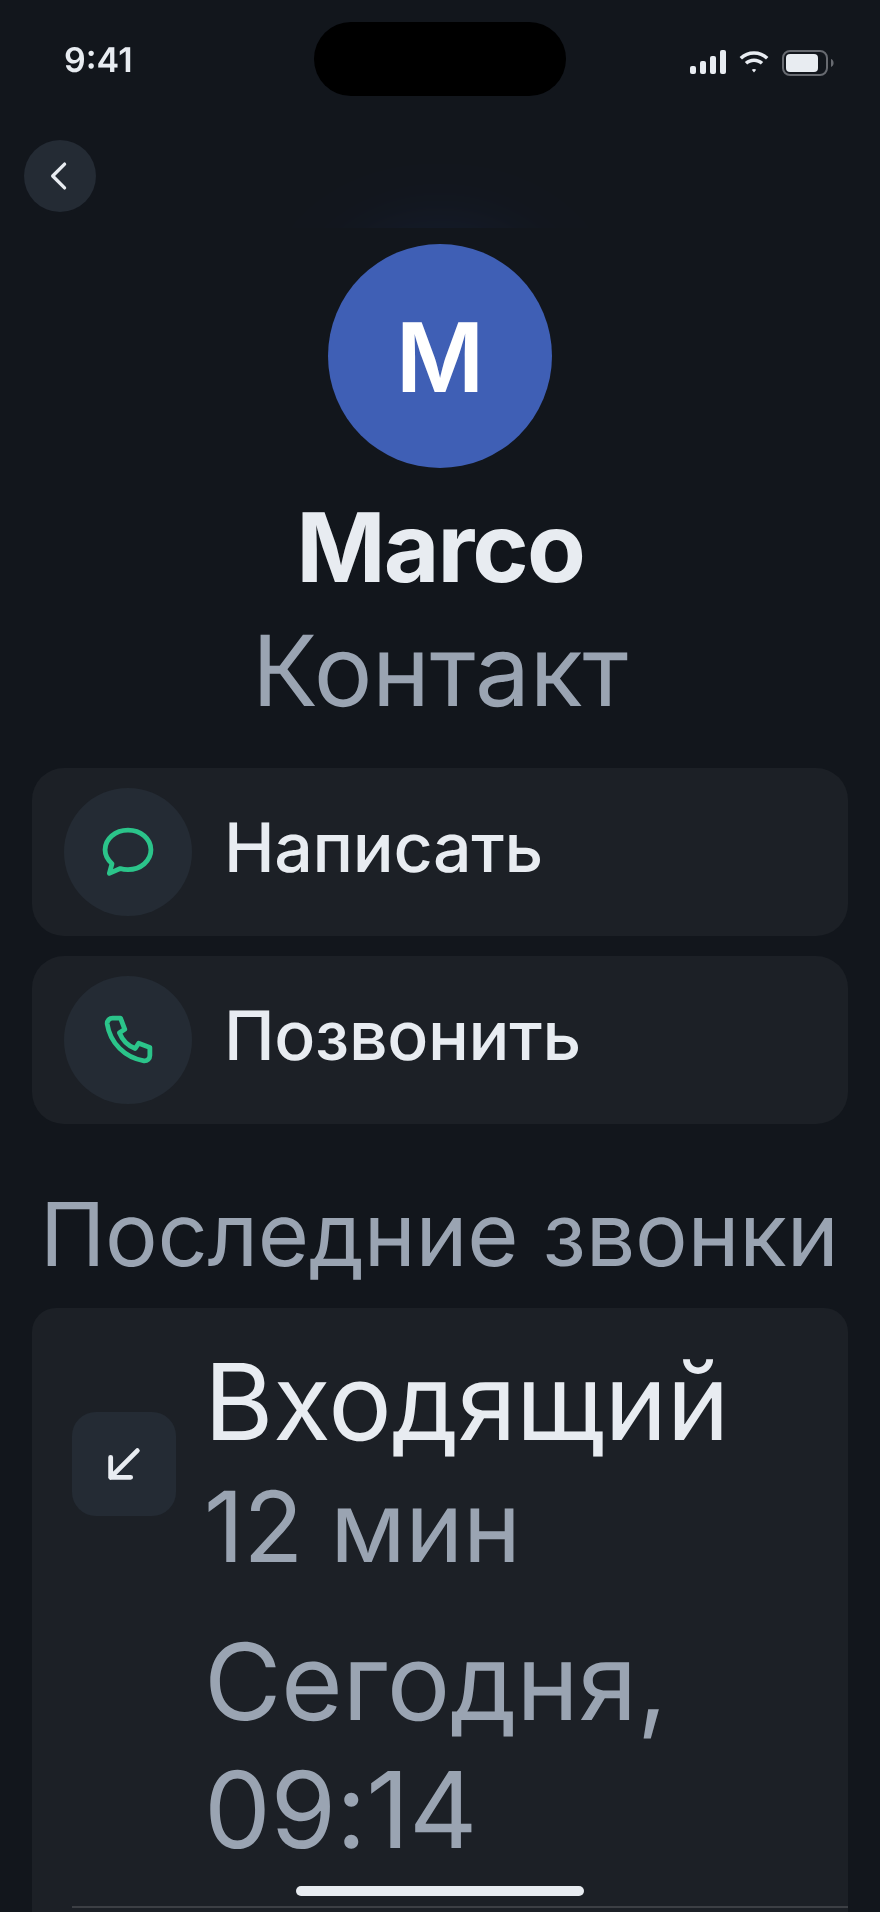 9:41
M
Marco
Контакт
Написать
Позвонить
Последние звонки
Входящий
12 мин
Сегодня,
09:14